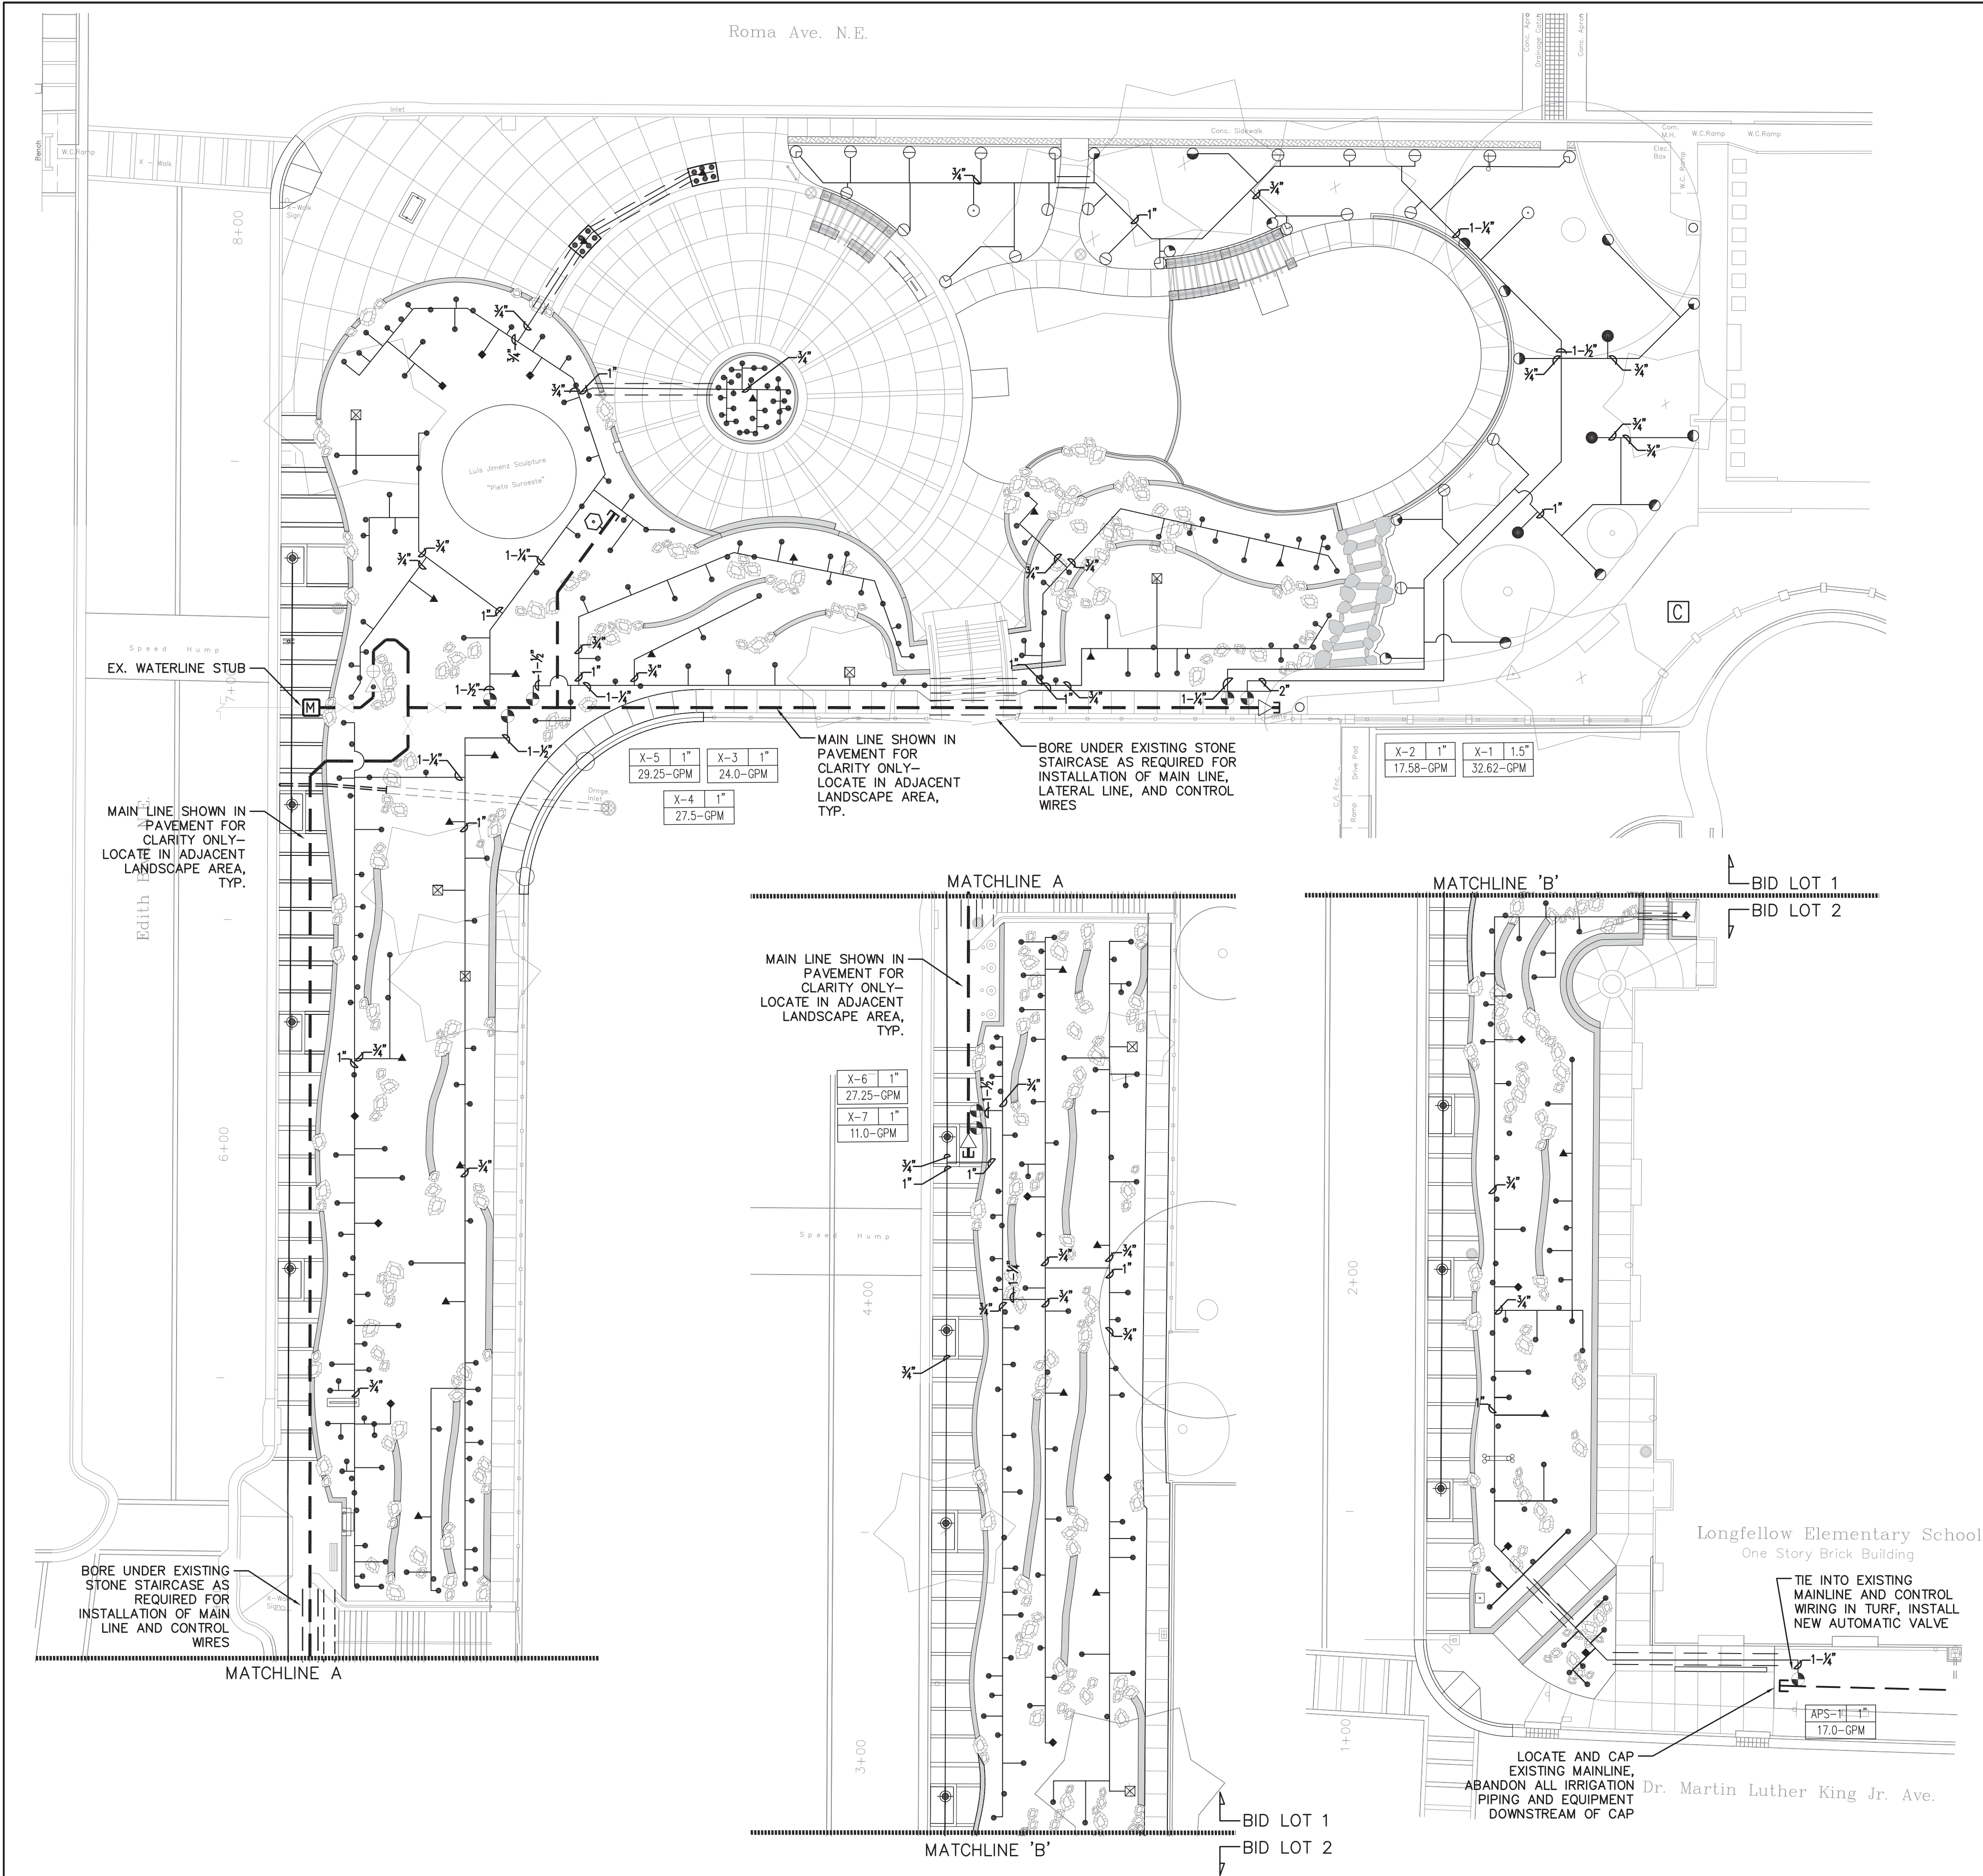 Roma Ave. N.E.
Conc. Apron
Drainage Catch
Conc. Apron
Inlet
Conc. Sidewalk
Com.
M.H.
W.C.Ramp
W.C.Ramp
Elec.
Box
W.C. Ramp
Bench
W.C.Ramp
X - Walk
X-Walk
Sign
8+00
3/4"
3/4"
1"
1-1/4"
3/4"
3/4"
3/4"
1"
3/4"
1-1/2"
3/4"
3/4"
3/4"
3/4"
1"
Luis Jimenz Sculpture
"Pieta Suroeste"
3/4"
3/4"
1-1/4"
1"
3/4"
3/4"
C
Speed Hump
EX. WATERLINE STUB
7+00
M
1-1/2"
1-1/2"
3/4"
1"
3/4"
1-1/4"
1"
1"
3/4"
1-1/4"
2"
E
E
1-1/2"
1-1/4"
X-5 1"
29.25-GPM
X-3 1"
24.0-GPM
X-4 1"
27.5-GPM
MAIN LINE SHOWN IN
PAVEMENT FOR
CLARITY ONLY-
LOCATE IN ADJACENT
LANDSCAPE AREA,
TYP.
BORE UNDER EXISTING STONE
STAIRCASE AS REQUIRED FOR
INSTALLATION OF MAIN LINE,
LATERAL LINE, AND CONTROL
WIRES
C/L Fnc.
Ramp
Drive Pad
X-2 1"
17.58-GPM
X-1 1.5"
32.62-GPM
Drnge.
Inlet
MAIN LINE SHOWN IN
PAVEMENT FOR
CLARITY ONLY-
LOCATE IN ADJACENT
LANDSCAPE AREA,
TYP.
Edith
N.E.
1"
1"
3/4"
6+00
3/4"
3/4"
BORE UNDER EXISTING
STONE STAIRCASE AS
REQUIRED FOR
INSTALLATION OF MAIN
LINE AND CONTROL
WIRES
X-Walk
Sign
MATCHLINE A
MATCHLINE A
MAIN LINE SHOWN IN
PAVEMENT FOR
CLARITY ONLY-
LOCATE IN ADJACENT
LANDSCAPE AREA,
TYP.
X-6 1"
27.25-GPM
X-7 1"
11.0-GPM
1-1/2"
3/4"
E
3/4"
1"
1"
Speed Hump
4+00
3/4"
3/4"
1"
1-1/4"
3/4"
3/4"
3/4"
3/4"
3+00
MATCHLINE 'B'
BID LOT 1
BID LOT 2
MATCHLINE 'B'
BID LOT 1
BID LOT 2
3/4"
2+00
3/4"
1"
1+00
Longfellow Elementary School
One Story Brick Building
TIE INTO EXISTING
MAINLINE AND CONTROL
WIRING IN TURF, INSTALL
NEW AUTOMATIC VALVE
1-1/4"
E
APS-1 1"
17.0-GPM
LOCATE AND CAP
EXISTING MAINLINE,
ABANDON ALL IRRIGATION
PIPING AND EQUIPMENT
DOWNSTREAM OF CAP
Dr. Martin Luther King Jr. Ave.